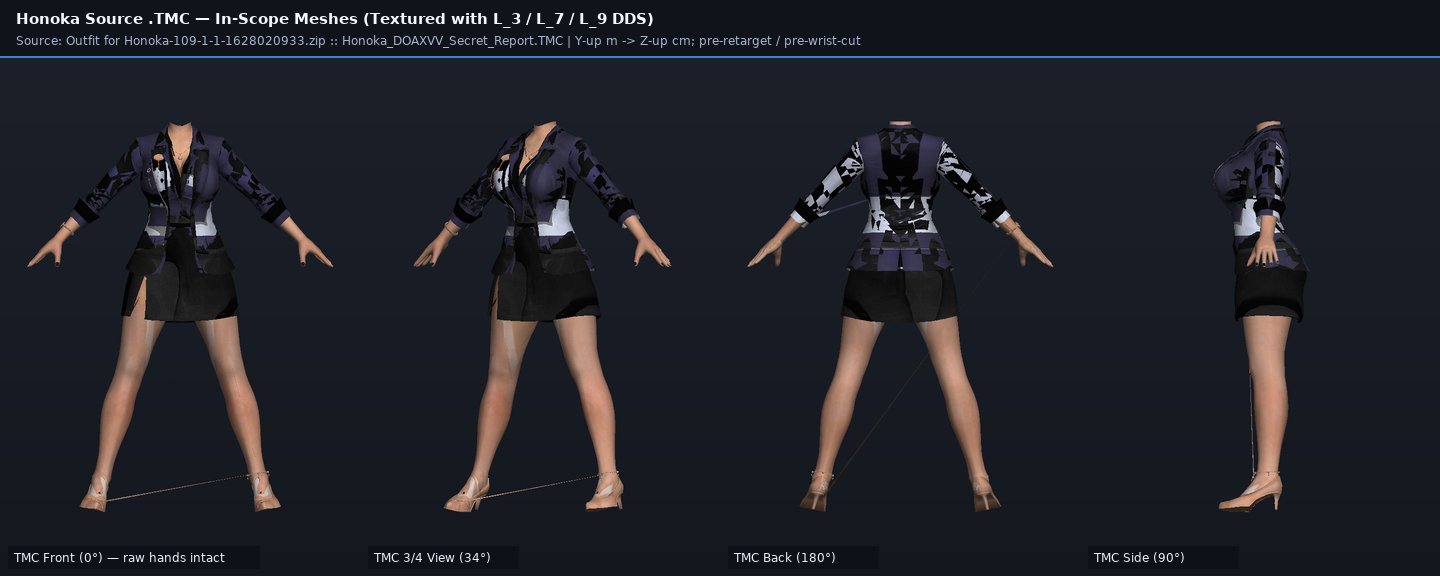 Honoka Source .TMC — In-Scope Meshes (Textured with L_3 / L_7 / L_9 DDS)
Source: Outfit for Honoka-109-1-1-1628020933.zip :: Honoka_DOAXVV_Secret_Report.TMC | Y-up m -> Z-up cm; pre-retarget / pre-wrist-cut
TMC Front (0°) — raw hands intact
TMC 3/4 View (34°)
TMC Back (180°)
TMC Side (90°)